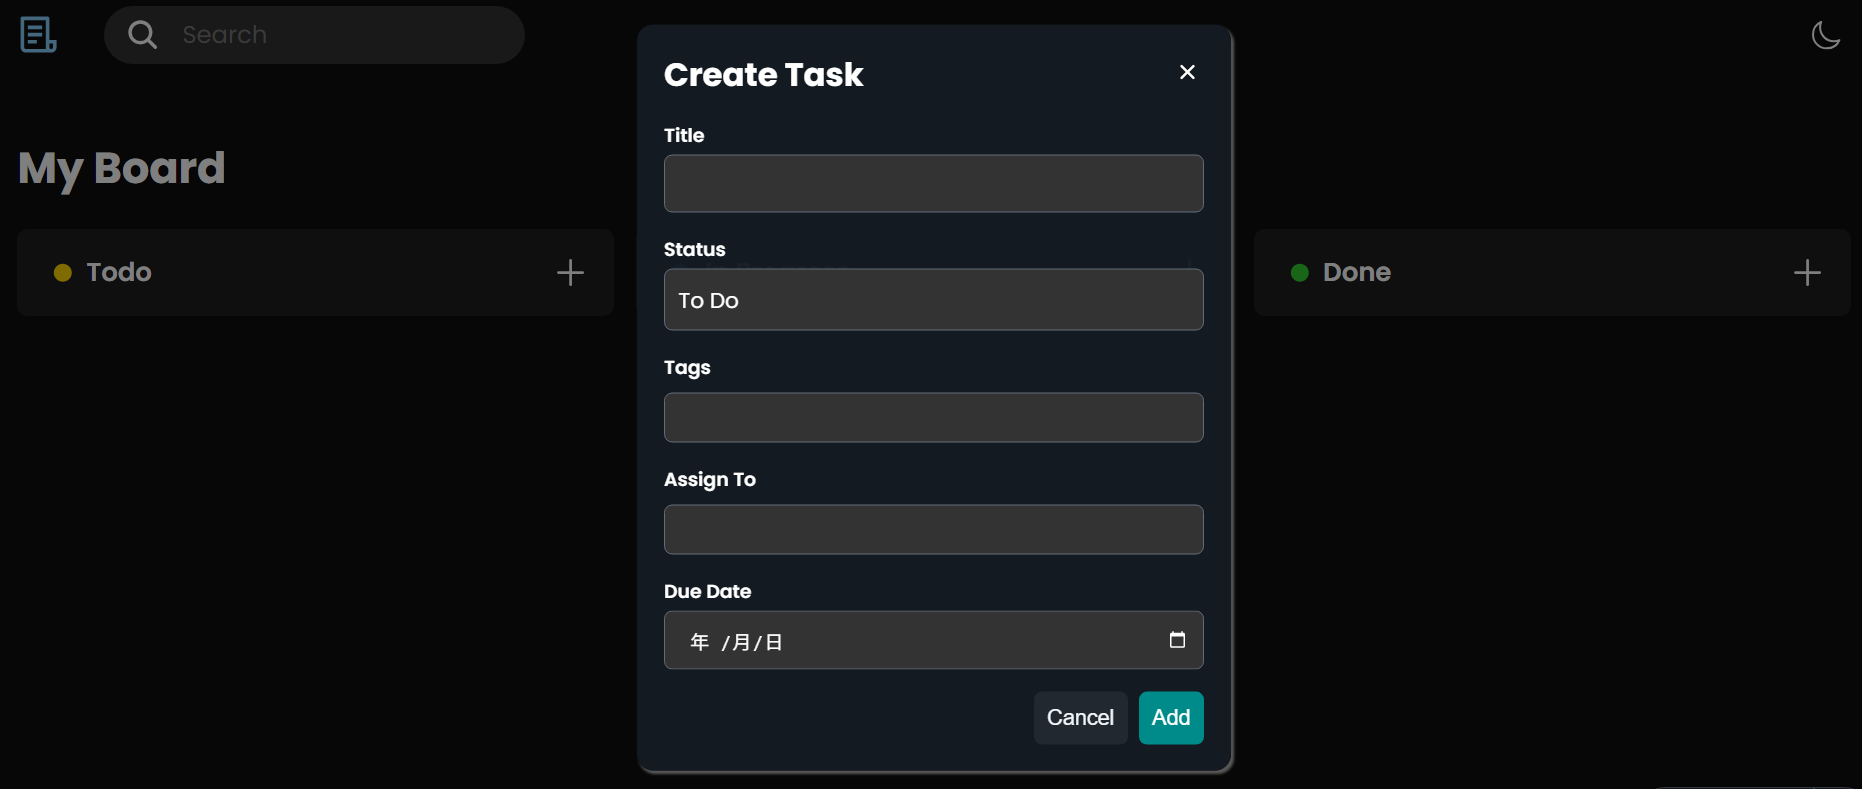 Search
My Board
Todo
Done
Create Task
Title
Status
To Do
Tags
Assign To
Due Date
年 /月/日
Cancel
Add